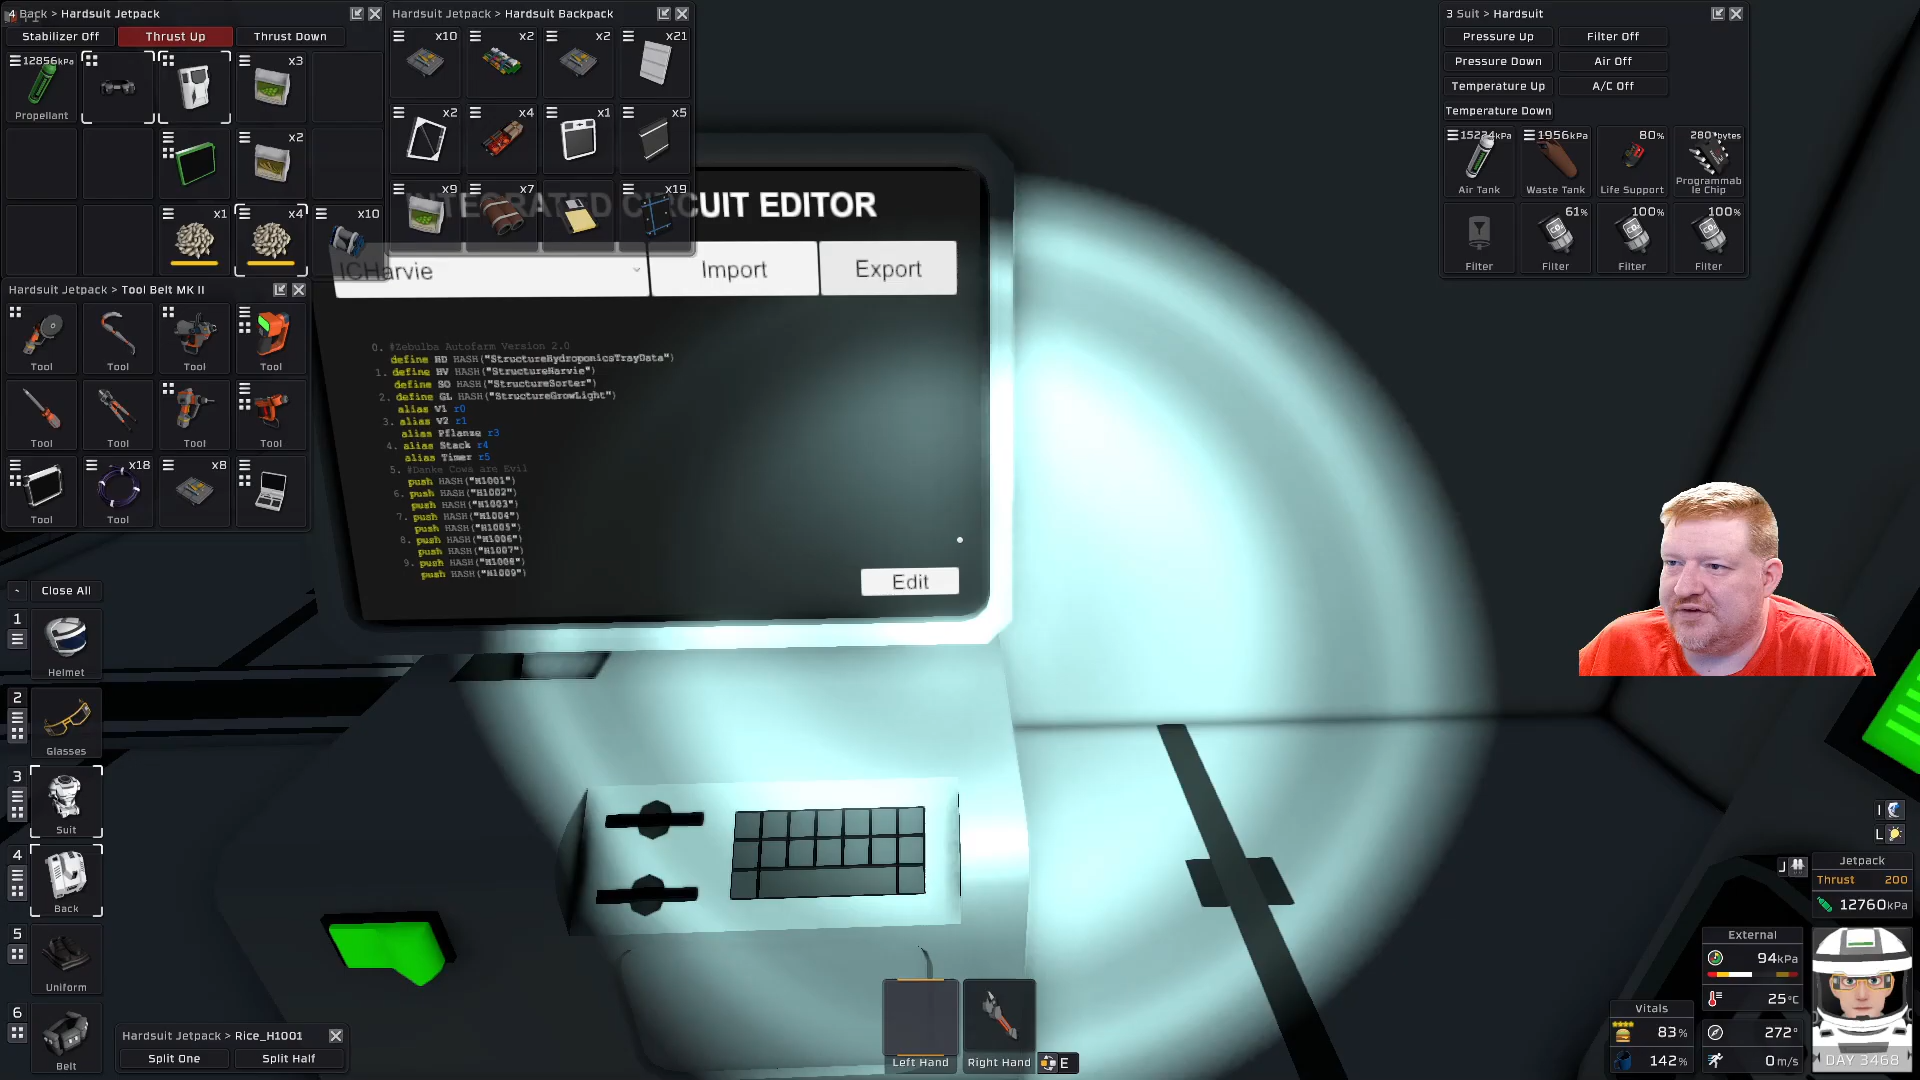 4 Back > Hardsuit Jetpack
Stabilizer Off
Thrust Up
Thrust Down
12856kPa
x3
Propellant
x2
x1
x4
x10
Hardsuit Jetpack > Hardsuit Backpack
x10
x2
x2
x21
x2
x4
x1
x5
x9
x7
x19
Hardsuit Jetpack > Tool Belt MK II
Tool
Tool
Tool
Tool
Tool
Tool
Tool
Tool
x18
x8
Tool
Tool
Tool
INTEGRATED CIRCUIT EDITOR
ICHarvie
Import
Export
0. #Zebulba Autofarm Version 2.0
define HD HASH("StructureHydroponicsTrayData")
1. define HV HASH("StructureHarvie")
define SO HASH("StructureSorter")
2. define GL HASH("StructureGrowLight")
alias V1 r0
3. alias V2 r1
alias Pflanze r3
4. alias Stack r4
alias Timer r5
5. #Danke Cows are Evil
push HASH("H1001")
6. push HASH("H1002")
push HASH("H1003")
7. push HASH("H1004")
push HASH("H1005")
8. push HASH("H1006")
push HASH("H1007")
9. push HASH("H1008")
push HASH("H1009")
Edit
3 Suit > Hardsuit
Pressure Up
Filter Off
Pressure Down
Air Off
Temperature Up
A/C Off
Temperature Down
15234kPa
1956kPa
80%
280 bytes
Air Tank
Waste Tank
Life Support
Programmab
le Chip
61%
100%
100%
Filter
Filter
Filter
Filter
~ Close All
1
Helmet
2
Glasses
3
Suit
4
Back
5
Uniform
6
Belt
Hardsuit Jetpack > Rice_H1001
Split One
Split Half
Left Hand
Right Hand
E
I
L
J
Jetpack
Thrust 200
12760kPa
External
94kPa
25°C
272°
0m/s
Vitals
83%
142%
DAY 3468